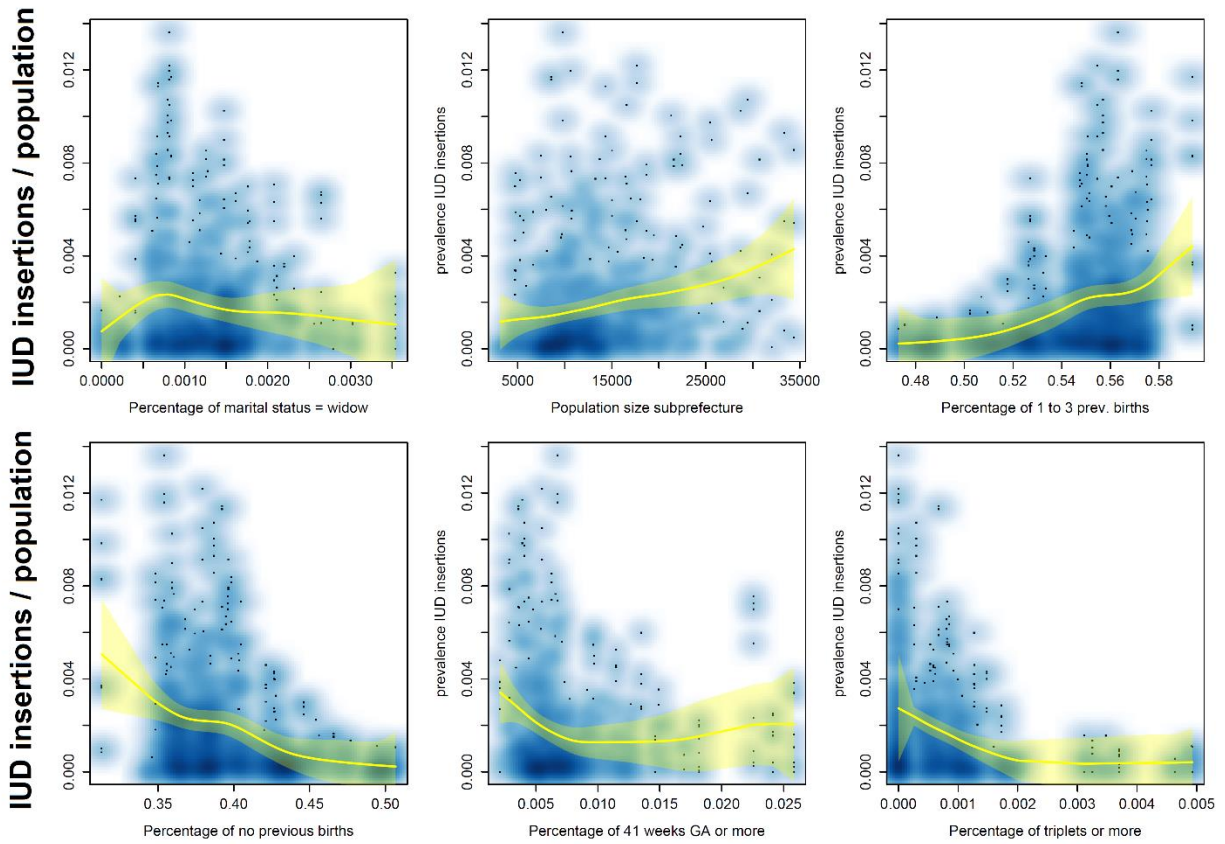 IUD insertions / population
0.000 0.004 0.008 0.012
0.0000 0.0010 0.0020 0.0030
Percentage of marital status = widow
prevalence IUD insertions
0.000 0.004 0.008 0.012
5000 15000 25000 35000
Population size subprefecture
prevalence IUD insertions
0.000 0.004 0.008 0.012
0.48 0.50 0.52 0.54 0.56 0.58
Percentage of 1 to 3 prev. births
IUD insertions / population
0.000 0.004 0.008 0.012
0.35 0.40 0.45 0.50
Percentage of no previous births
prevalence IUD insertions
0.000 0.004 0.008 0.012
0.005 0.010 0.015 0.020 0.025
Percentage of 41 weeks GA or more
prevalence IUD insertions
0.000 0.004 0.008 0.012
0.000 0.001 0.002 0.003 0.004 0.005
Percentage of triplets or more